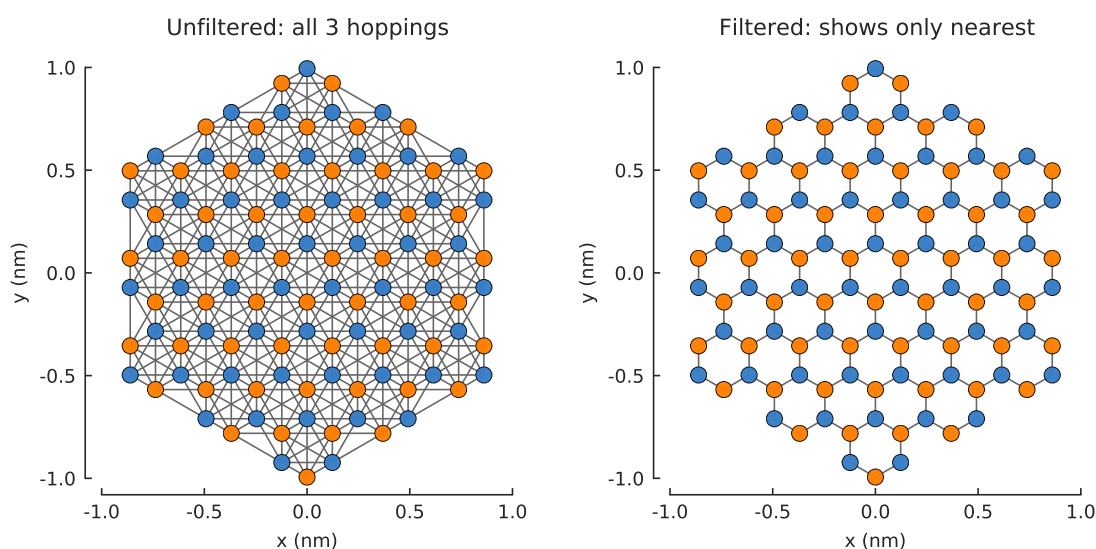 Unfiltered: all 3 hoppings
1.0
0.5
0.0
-0.5
-1.0
y (nm)
-1.0 -0.5 0.0 0.5 1.0
x (nm)
Filtered: shows only nearest
1.0
0.5
0.0
-0.5
-1.0
y (nm)
-1.0 -0.5 0.0 0.5 1.0
x (nm)